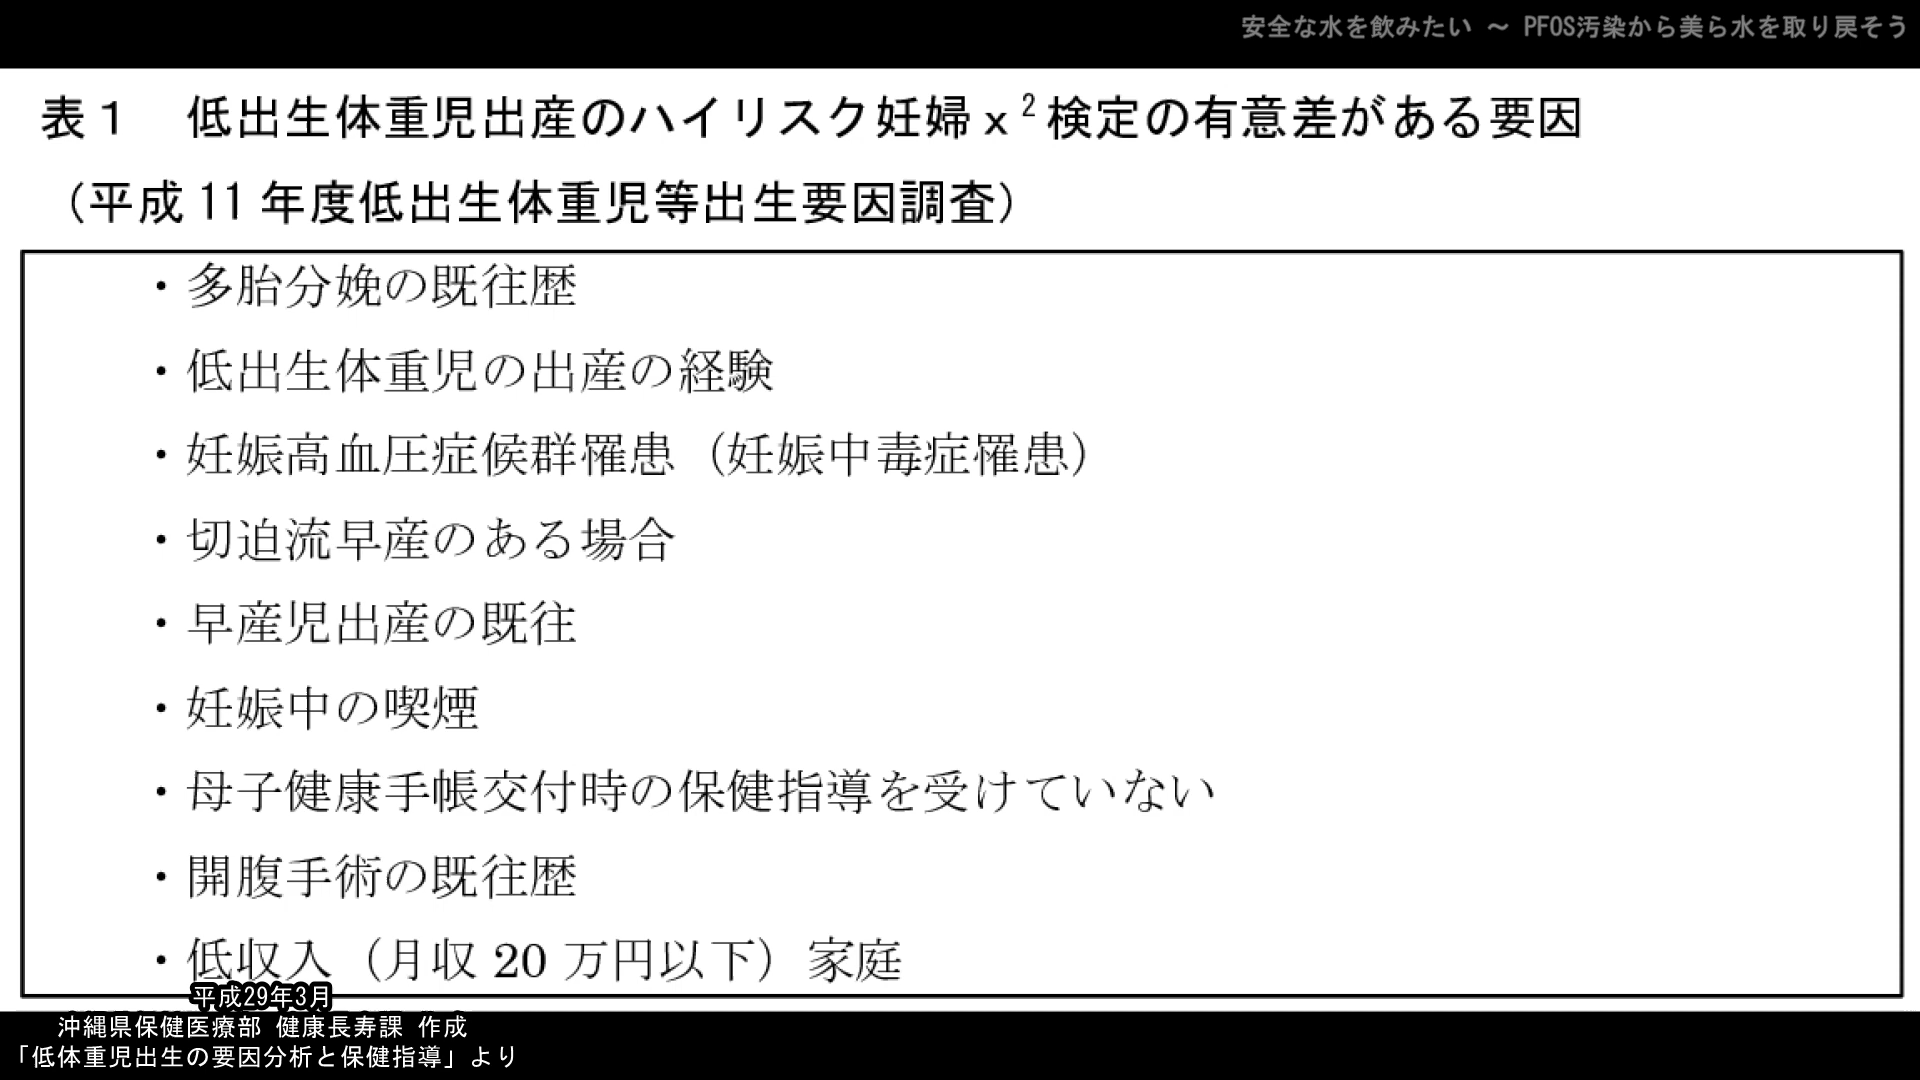 安全な水を飲みたい ～ PFOS汚染から美ら水を取り戻そう
表１　低出生体重児出産のハイリスク妊婦ｘ²検定の有意差がある要因
（平成 11 年度低出生体重児等出生要因調査）
・多胎分娩の既往歴
・低出生体重児の出産の経験
・妊娠高血圧症候群罹患（妊娠中毒症罹患）
・切迫流早産のある場合
・早産児出産の既往
・妊娠中の喫煙
・母子健康手帳交付時の保健指導を受けていない
・開腹手術の既往歴
・低収入（月収 20 万円以下）家庭
平成29年3月
沖縄県保健医療部 健康長寿課 作成
「低体重児出生の要因分析と保健指導」より